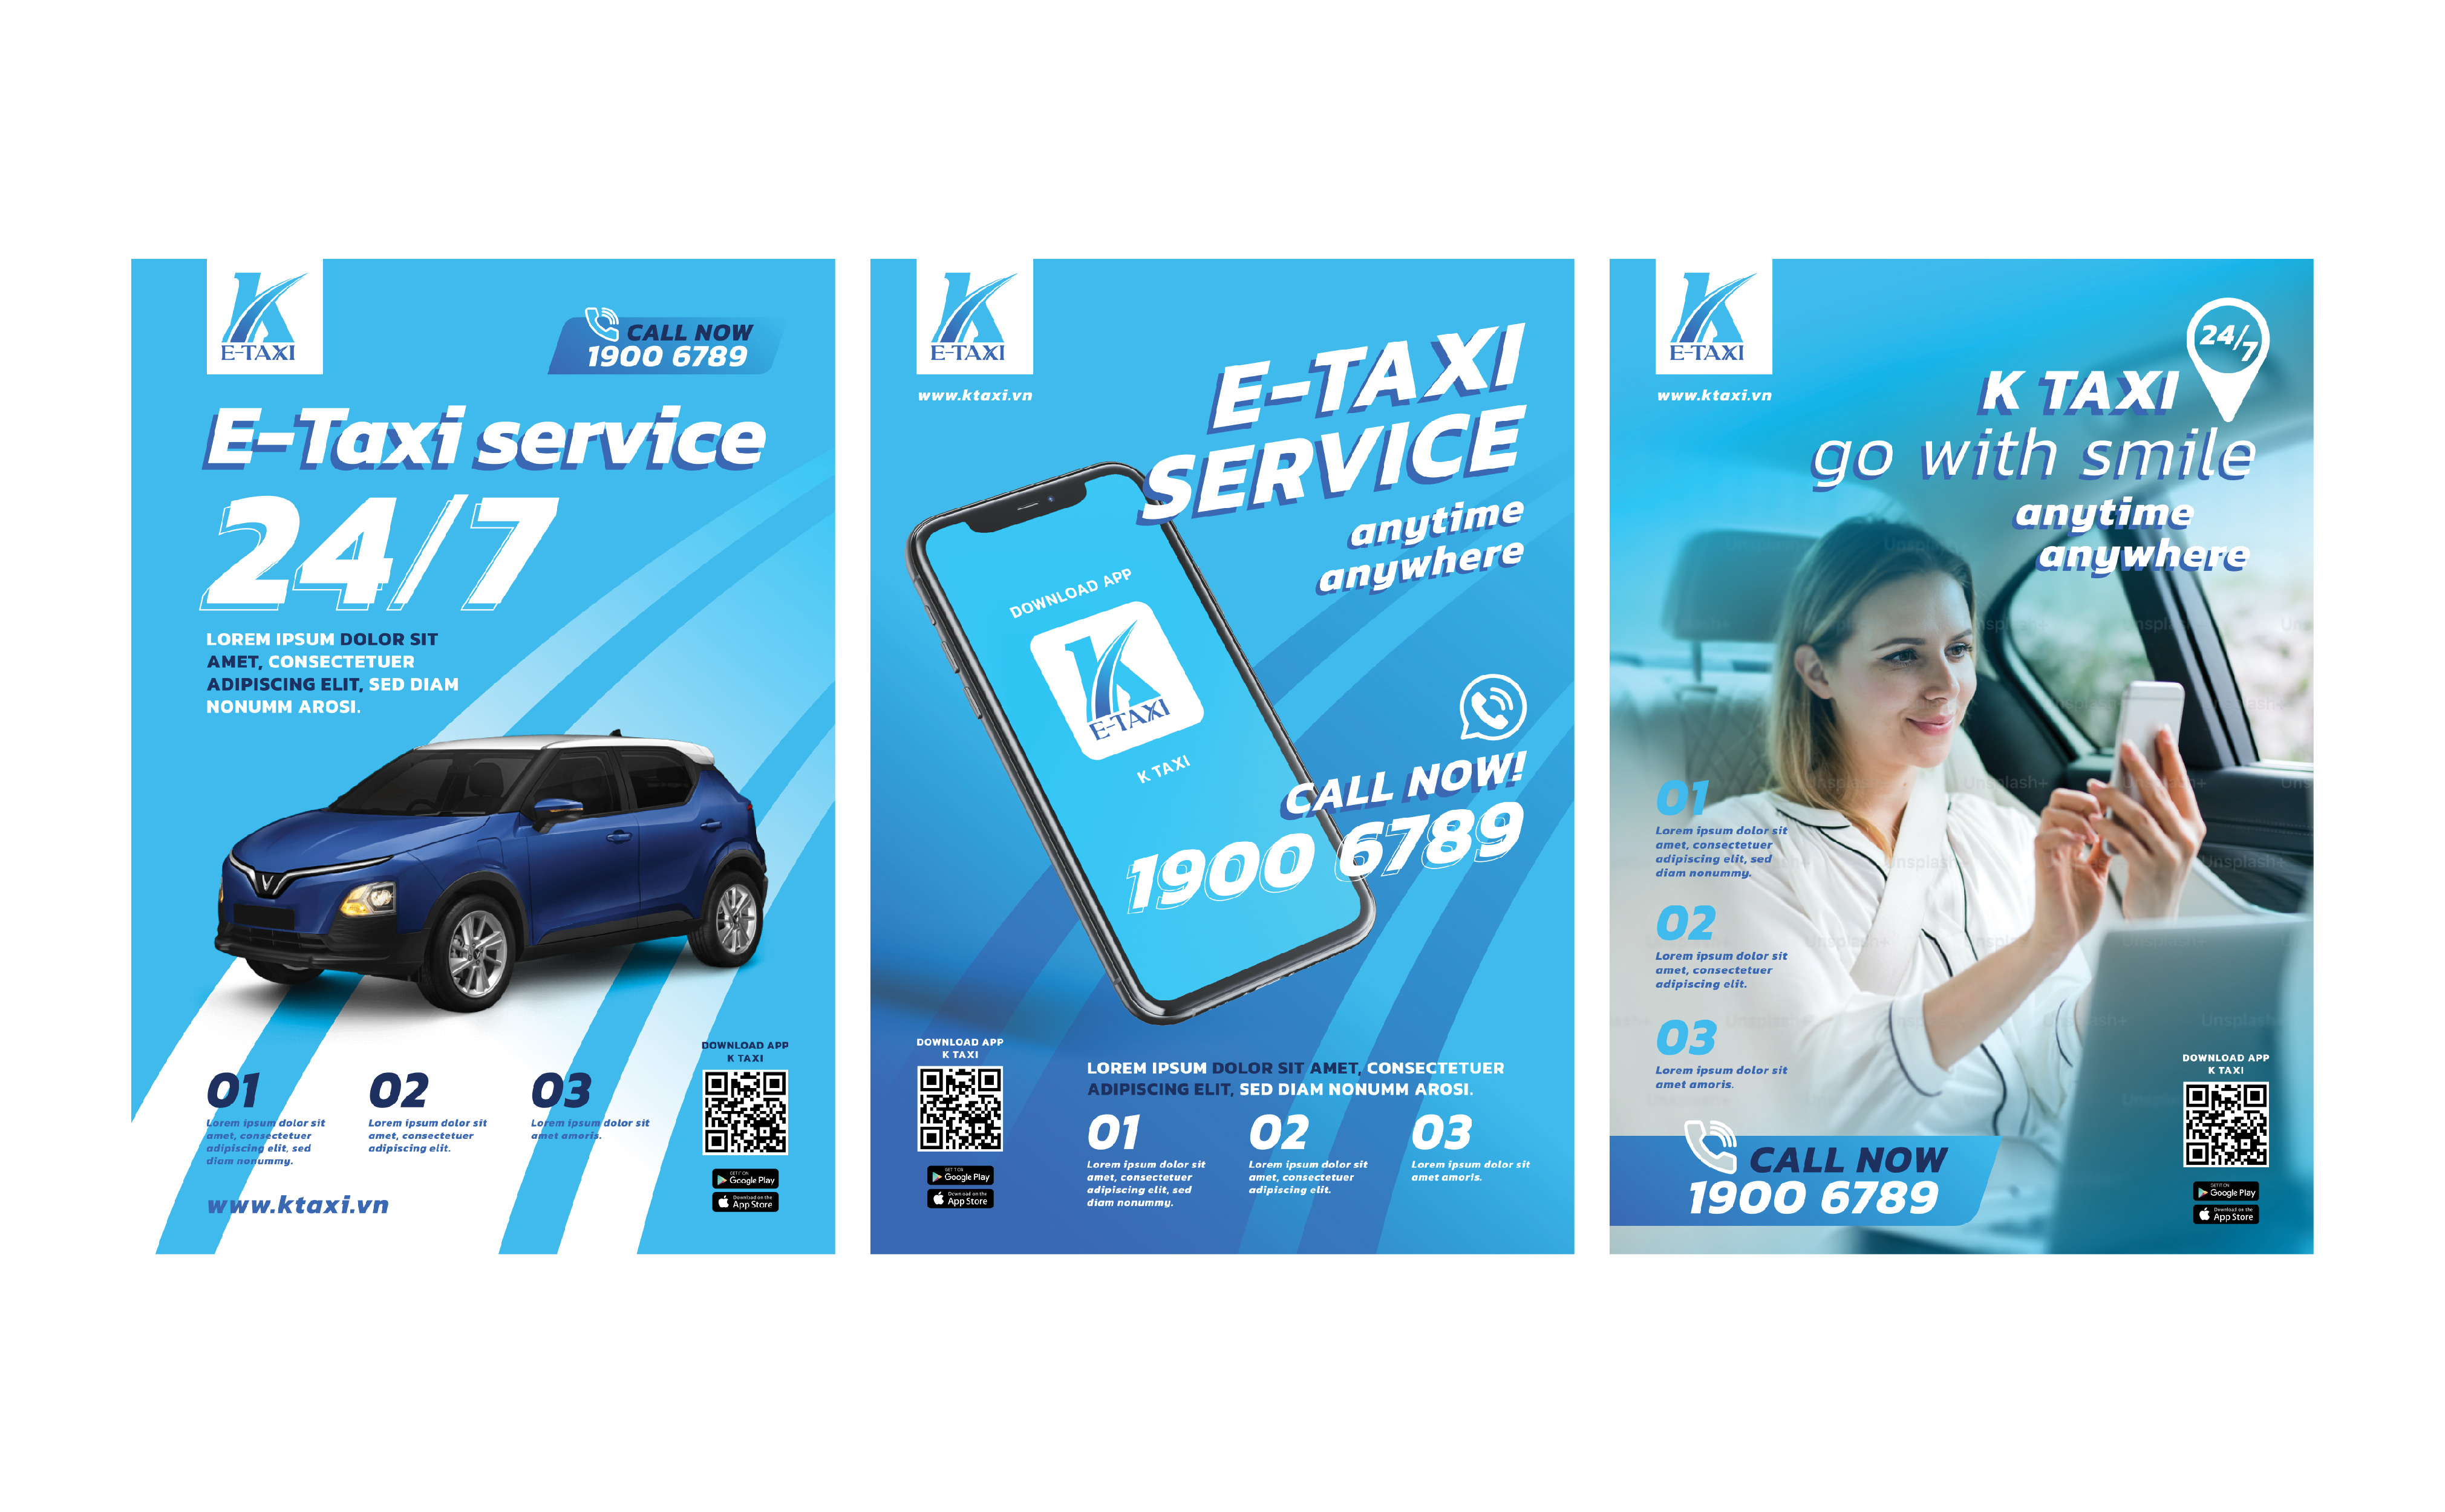 K
E-TAXI
CALL NOW
1900 6789
E-Taxi service
24/7
LOREM IPSUM DOLOR SIT
AMET, CONSECTETUER
ADIPISCING ELIT, SED DIAM
NONUMM AROSI.
DOWNLOAD APP
K TAXI
01
Lorem ipsum dolor sit
amet, consectetuer
adipiscing elit, sed
diam nonummy.
02
Lorem ipsum dolor sit
amet, consectetuer
adipiscing elit.
03
Lorem ipsum dolor sit
amet amoris.
GET IT ON
Google Play
Download on the
App Store
www.ktaxi.vn
K
E-TAXI
www.ktaxi.vn
E-TAXI
SERVICE
anytime
anywhere
DOWNLOAD APP
K
E-TAXI
K TAXI
CALL NOW!
1900 6789
DOWNLOAD APP
K TAXI
GET IT ON
Google Play
Download on the
App Store
LOREM IPSUM DOLOR SIT AMET, CONSECTETUER
ADIPISCING ELIT, SED DIAM NONUMM AROSI.
01
Lorem ipsum dolor sit
amet, consectetuer
adipiscing elit, sed
diam nonummy.
02
Lorem ipsum dolor sit
amet, consectetuer
adipiscing elit.
03
Lorem ipsum dolor sit
amet amoris.
K
E-TAXI
www.ktaxi.vn
24/7
K TAXI
go with smile
anytime
anywhere
01
Lorem ipsum dolor sit
amet, consectetuer
adipiscing elit, sed
diam nonummy.
02
Lorem ipsum dolor sit
amet, consectetuer
adipiscing elit.
03
Lorem ipsum dolor sit
amet amoris.
CALL NOW
1900 6789
DOWNLOAD APP
K TAXI
GET IT ON
Google Play
Download on the
App Store
Unsplash+